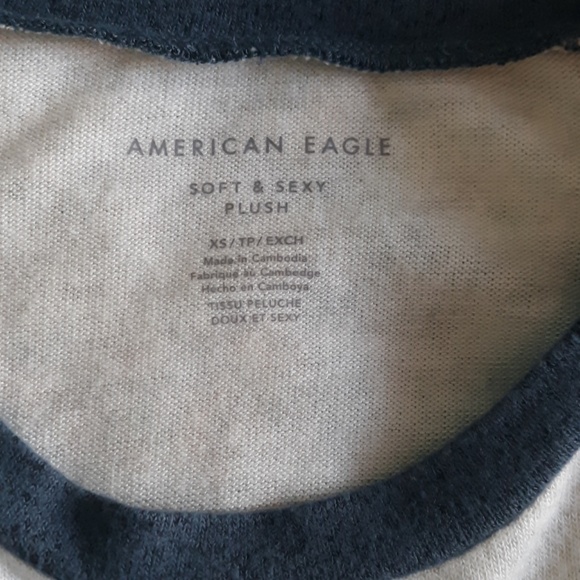 AMERICAN EAGLE
SOFT & SEXY
PLUSH
XS / TP / EXCH
Made in Cambodia
Fabriqué au Cambodge
Hecho en Camboya
TISSU PELUCHE
DOUX ET SEXY